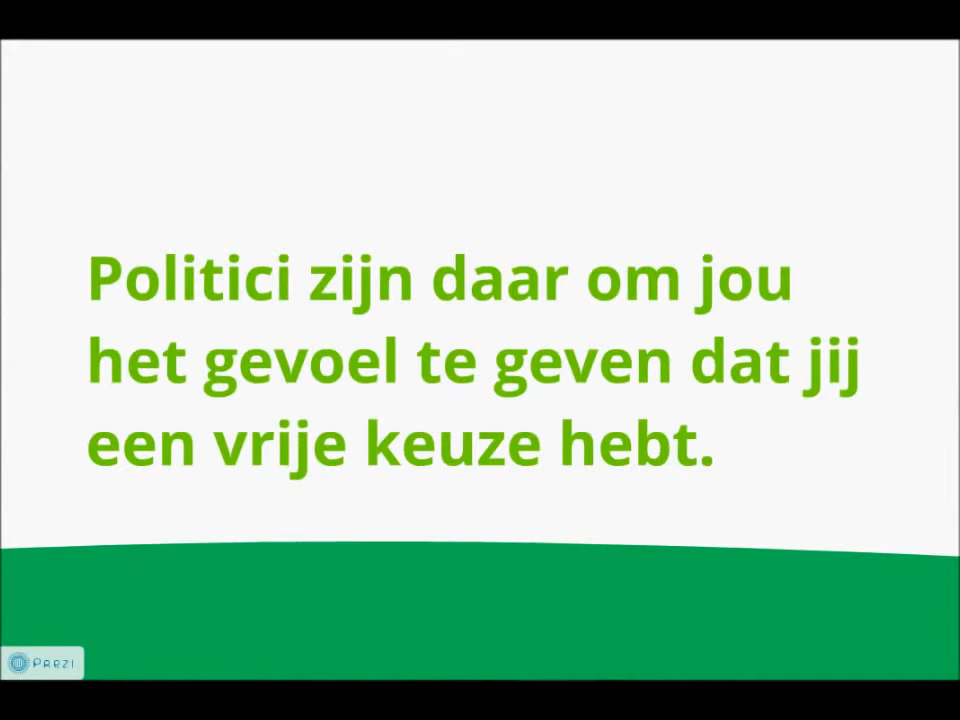 Politici zijn daar om jou
het gevoel te geven dat jij
een vrije keuze hebt.
Prezi